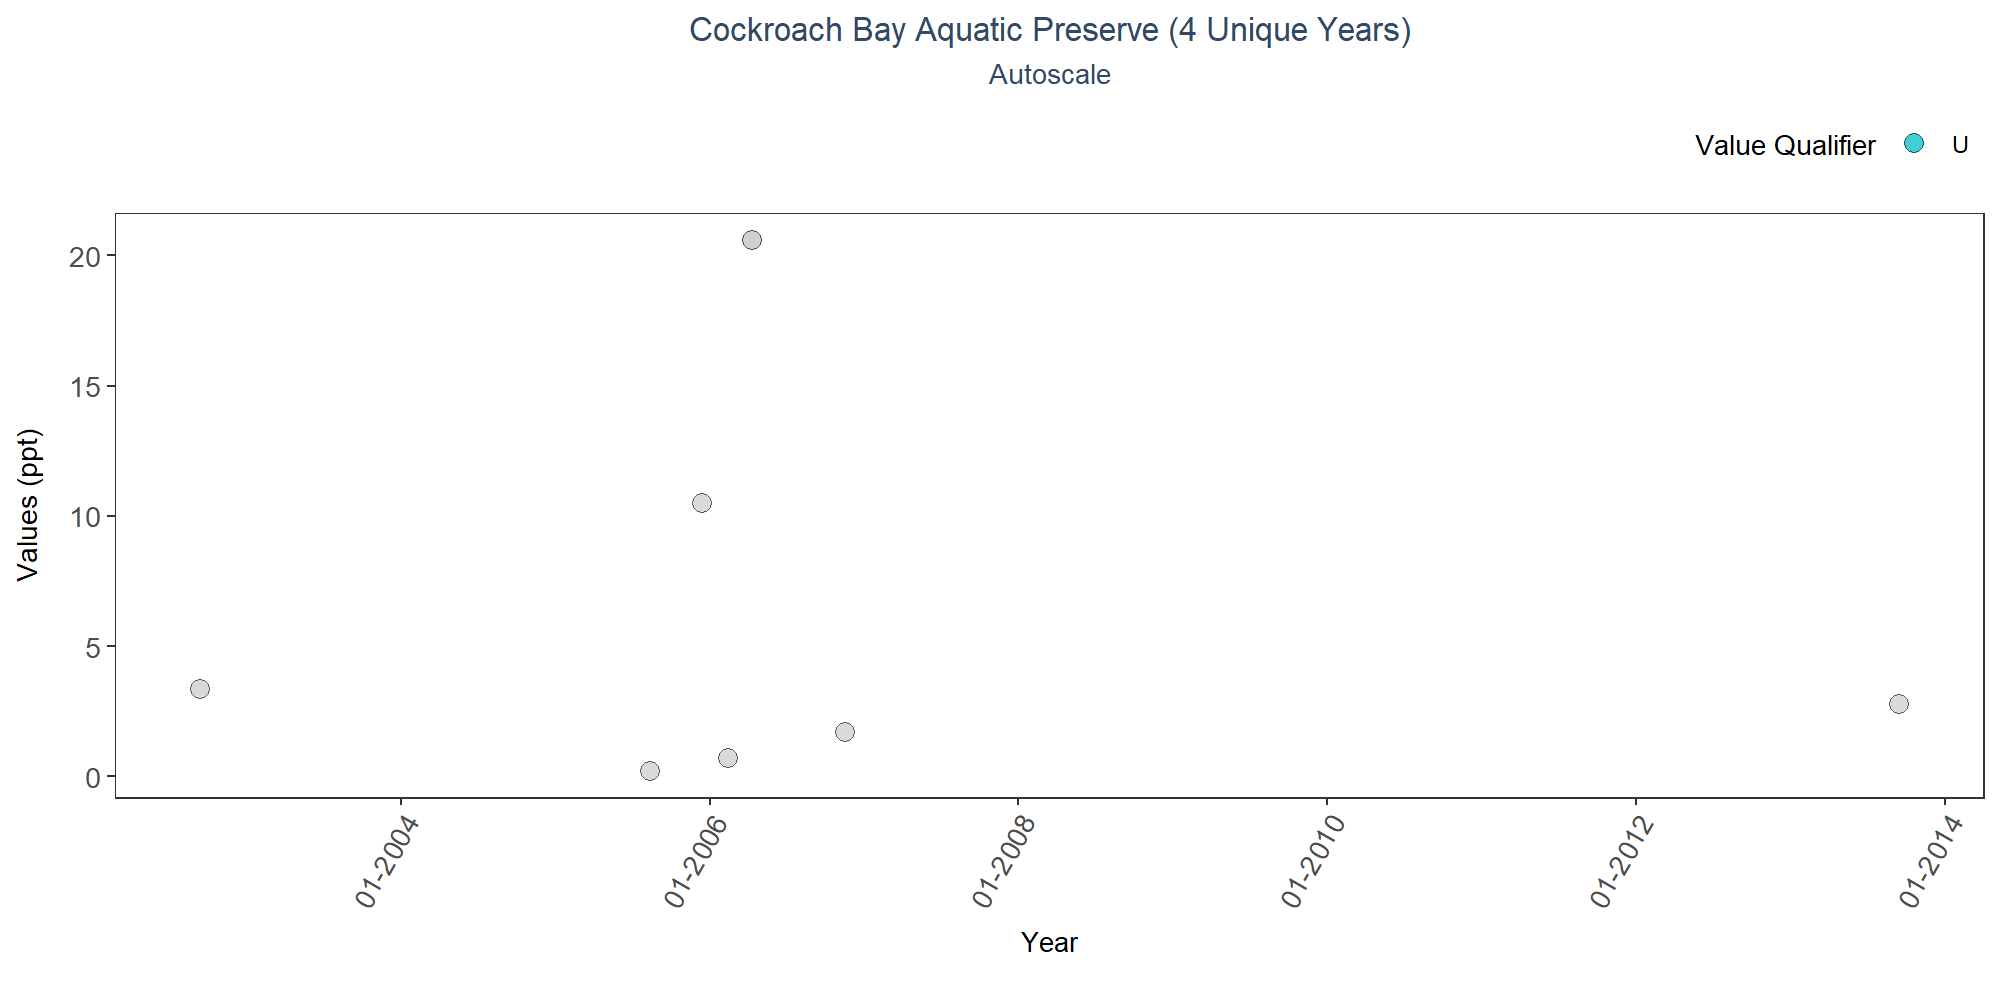 Cockroach Bay Aquatic Preserve (4 Unique Years)
Autoscale
Value Qualifier U
20
15
10
5
0
Values (ppt)
01-2004 01-2006 01-2008 01-2010 01-2012 01-2014
Year